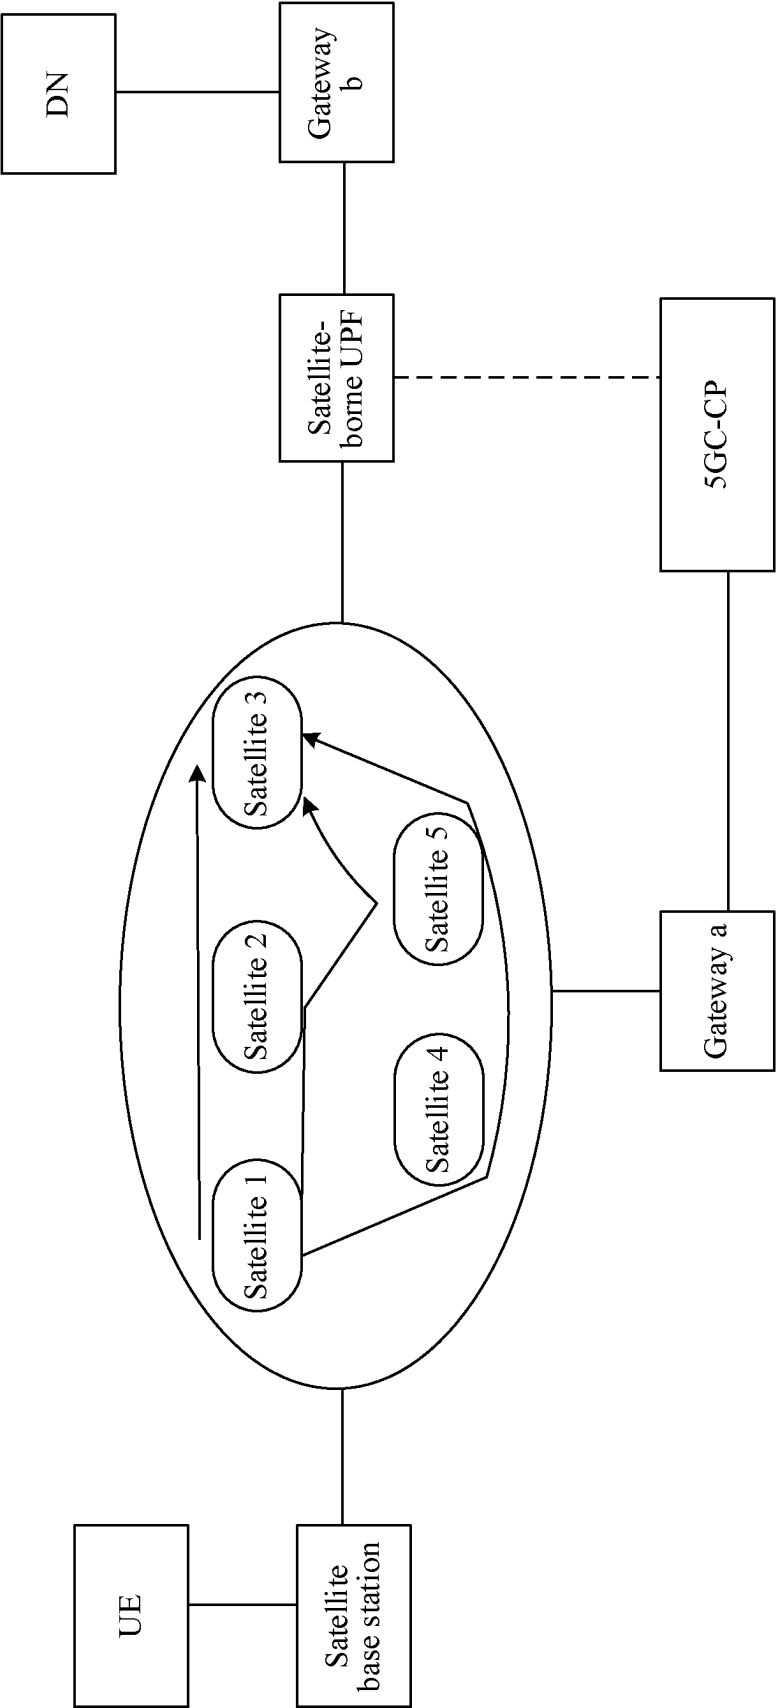 UE
DN
Satellite
base station
Satellite 1
Satellite 2
Satellite 3
Satellite-
borne UPF
Gateway
b
Satellite 4
Satellite 5
Gateway a
5GC-CP